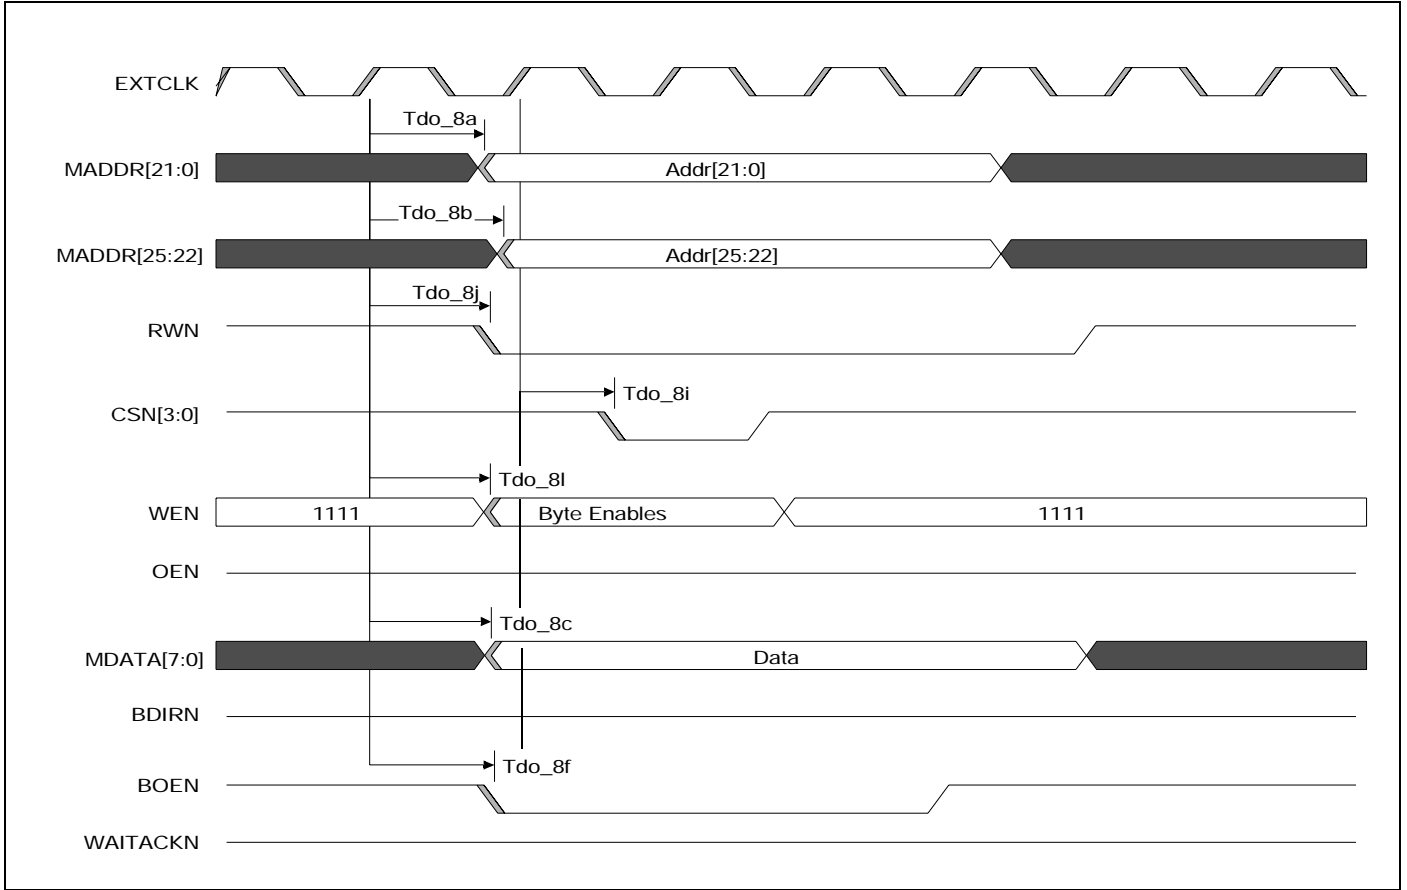 EXTCLK
Tdo_8a
MADDR[21:0] Addr[21:0]
Tdo_8b
MADDR[25:22] Addr[25:22]
Tdo_8j
RWN
Tdo_8i
CSN[3:0]
Tdo_8l
WEN 1111 Byte Enables 1111
OEN
Tdo_8c
MDATA[7:0] Data
BDIRN
Tdo_8f
BOEN
WAITACKN